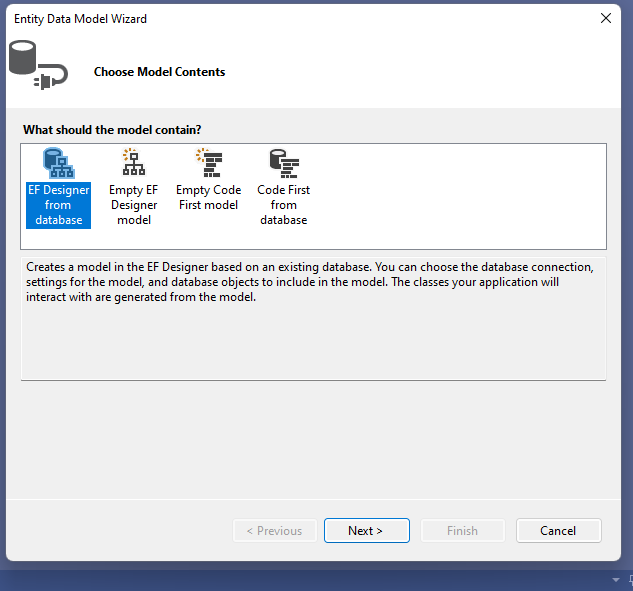 Entity Data Model Wizard
Choose Model Contents
What should the model contain?
EF Designer
from
database
Empty EF
Designer
model
Empty Code
First model
Code First
from
database
Creates a model in the EF Designer based on an existing database. You can choose the database connection,
settings for the model, and database objects to include in the model. The classes your application will
interact with are generated from the model.
< Previous
Next >
Finish
Cancel